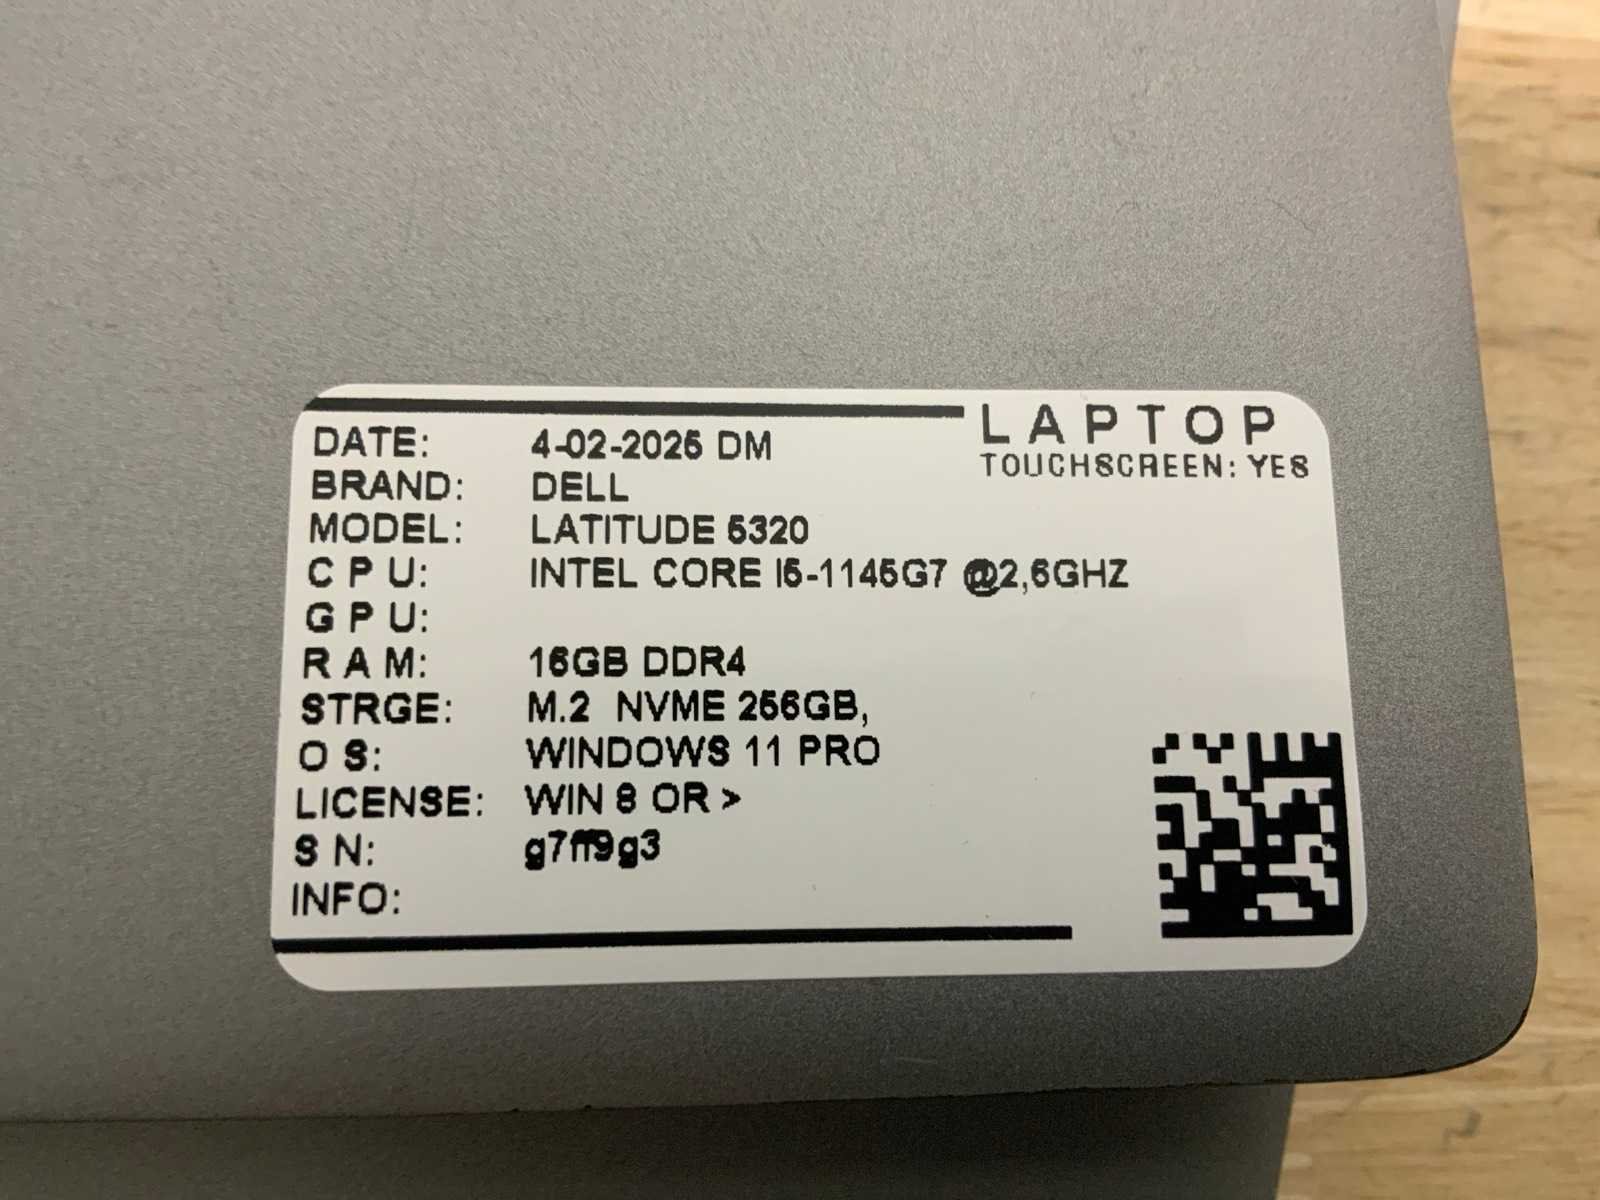 LAPTOP
TOUCHSCREEN: YES
DATE: 4-02-2025 DM
BRAND: DELL
MODEL: LATITUDE 5320
C P U: INTEL CORE I5-1145G7 @2,6GHZ
G P U:
R A M: 16GB DDR4
STRGE: M.2 NVME 256GB,
O S: WINDOWS 11 PRO
LICENSE: WIN 8 OR >
S N: g7ff9g3
INFO: